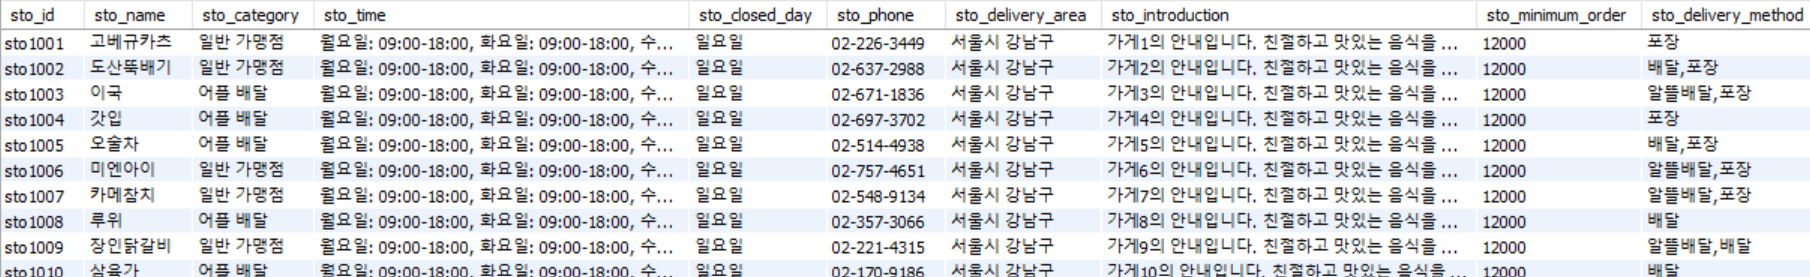 sto_id sto_name sto_category sto_time sto_closed_day sto_phone sto_delivery_area sto_introduction sto_minimum_order sto_delivery_method
sto1001 고베규카츠 일반 가맹점 월요일: 09:00-18:00, 화요일: 09:00-18:00, 수... 일요일 02-226-3449 서울시 강남구 가게1의 안내입니다. 친절하고 맛있는 음식을 ... 12000 포장
sto1002 도산뚝배기 일반 가맹점 월요일: 09:00-18:00, 화요일: 09:00-18:00, 수... 일요일 02-637-2988 서울시 강남구 가게2의 안내입니다. 친절하고 맛있는 음식을 ... 12000 배달,포장
sto1003 이국 어플 배달 월요일: 09:00-18:00, 화요일: 09:00-18:00, 수... 일요일 02-671-1836 서울시 강남구 가게3의 안내입니다. 친절하고 맛있는 음식을 ... 12000 알뜰배달,포장
sto1004 갓입 어플 배달 월요일: 09:00-18:00, 화요일: 09:00-18:00, 수... 일요일 02-697-3702 서울시 강남구 가게4의 안내입니다. 친절하고 맛있는 음식을 ... 12000 포장
sto1005 오술차 어플 배달 월요일: 09:00-18:00, 화요일: 09:00-18:00, 수... 일요일 02-514-4938 서울시 강남구 가게5의 안내입니다. 친절하고 맛있는 음식을 ... 12000 배달,포장
sto1006 미엔아이 일반 가맹점 월요일: 09:00-18:00, 화요일: 09:00-18:00, 수... 일요일 02-757-4651 서울시 강남구 가게6의 안내입니다. 친절하고 맛있는 음식을 ... 12000 알뜰배달,포장
sto1007 카메참치 일반 가맹점 월요일: 09:00-18:00, 화요일: 09:00-18:00, 수... 일요일 02-548-9134 서울시 강남구 가게7의 안내입니다. 친절하고 맛있는 음식을 ... 12000 알뜰배달,포장
sto1008 루위 어플 배달 월요일: 09:00-18:00, 화요일: 09:00-18:00, 수... 일요일 02-357-3066 서울시 강남구 가게8의 안내입니다. 친절하고 맛있는 음식을 ... 12000 배달
sto1009 장인닭갈비 일반 가맹점 월요일: 09:00-18:00, 화요일: 09:00-18:00, 수... 일요일 02-221-4315 서울시 강남구 가게9의 안내입니다. 친절하고 맛있는 음식을 ... 12000 알뜰배달,배달
sto1010 삼육가 어플 배달 월요일: 09:00-18:00, 화요일: 09:00-18:00, 수... 일요일 02-170-9186 서울시 강남구 가게10의 안내입니다. 친절하고 맛있는 음식을 ... 12000 배달